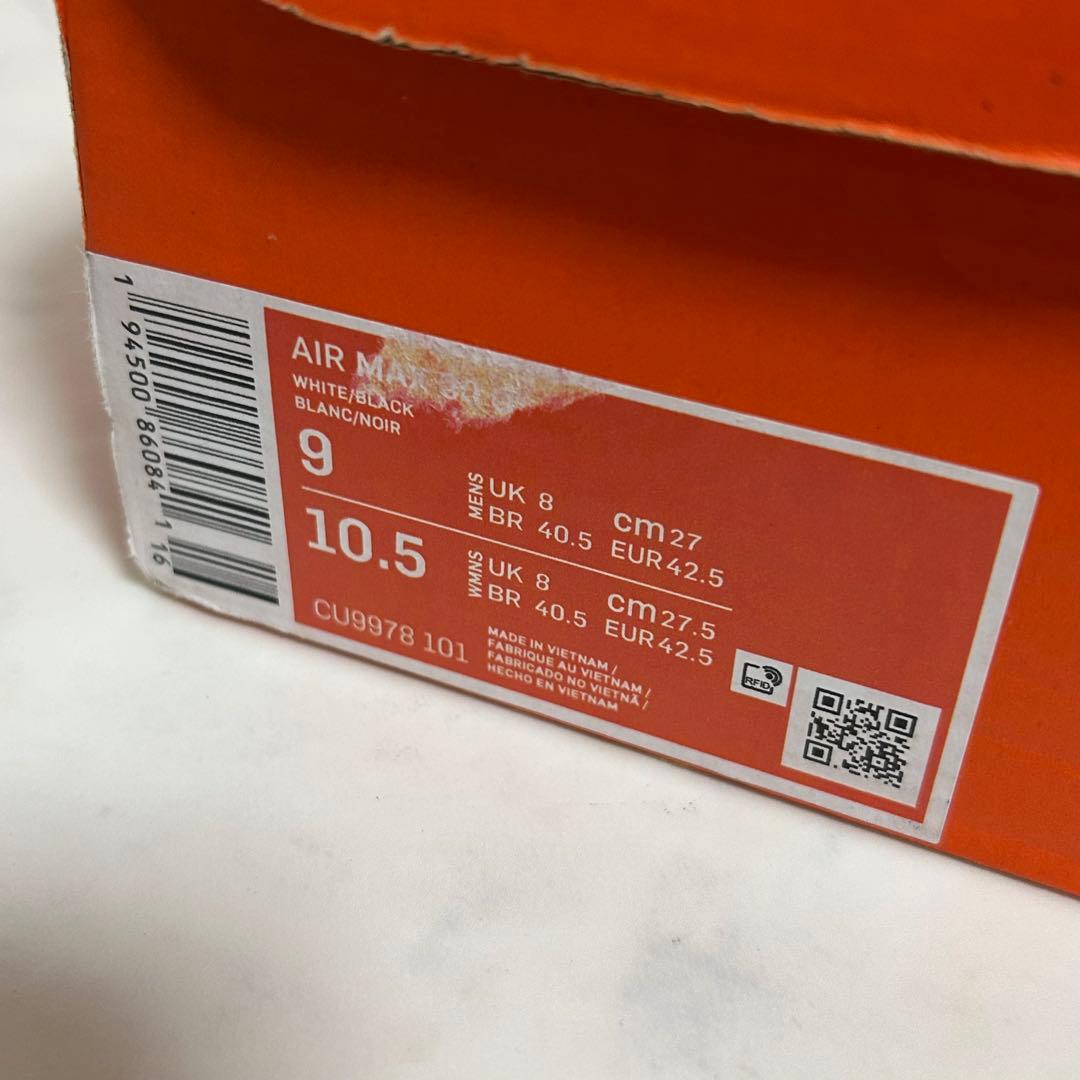 AIR MAX 90
WHITE/BLACK
BLANC/NOIR
9
MENS
UK 8
cm 27
BR 40.5
EUR 42.5
10.5
WMNS
UK 8
cm 27.5
BR 40.5
EUR 42.5
CU9978 101
MADE IN VIETNAM /
FABRIQUE AU VIETNAM /
FABRICADO NO VIETNÃ /
HECHO EN VIETNAM
RFID
1 94500 86084 1 16